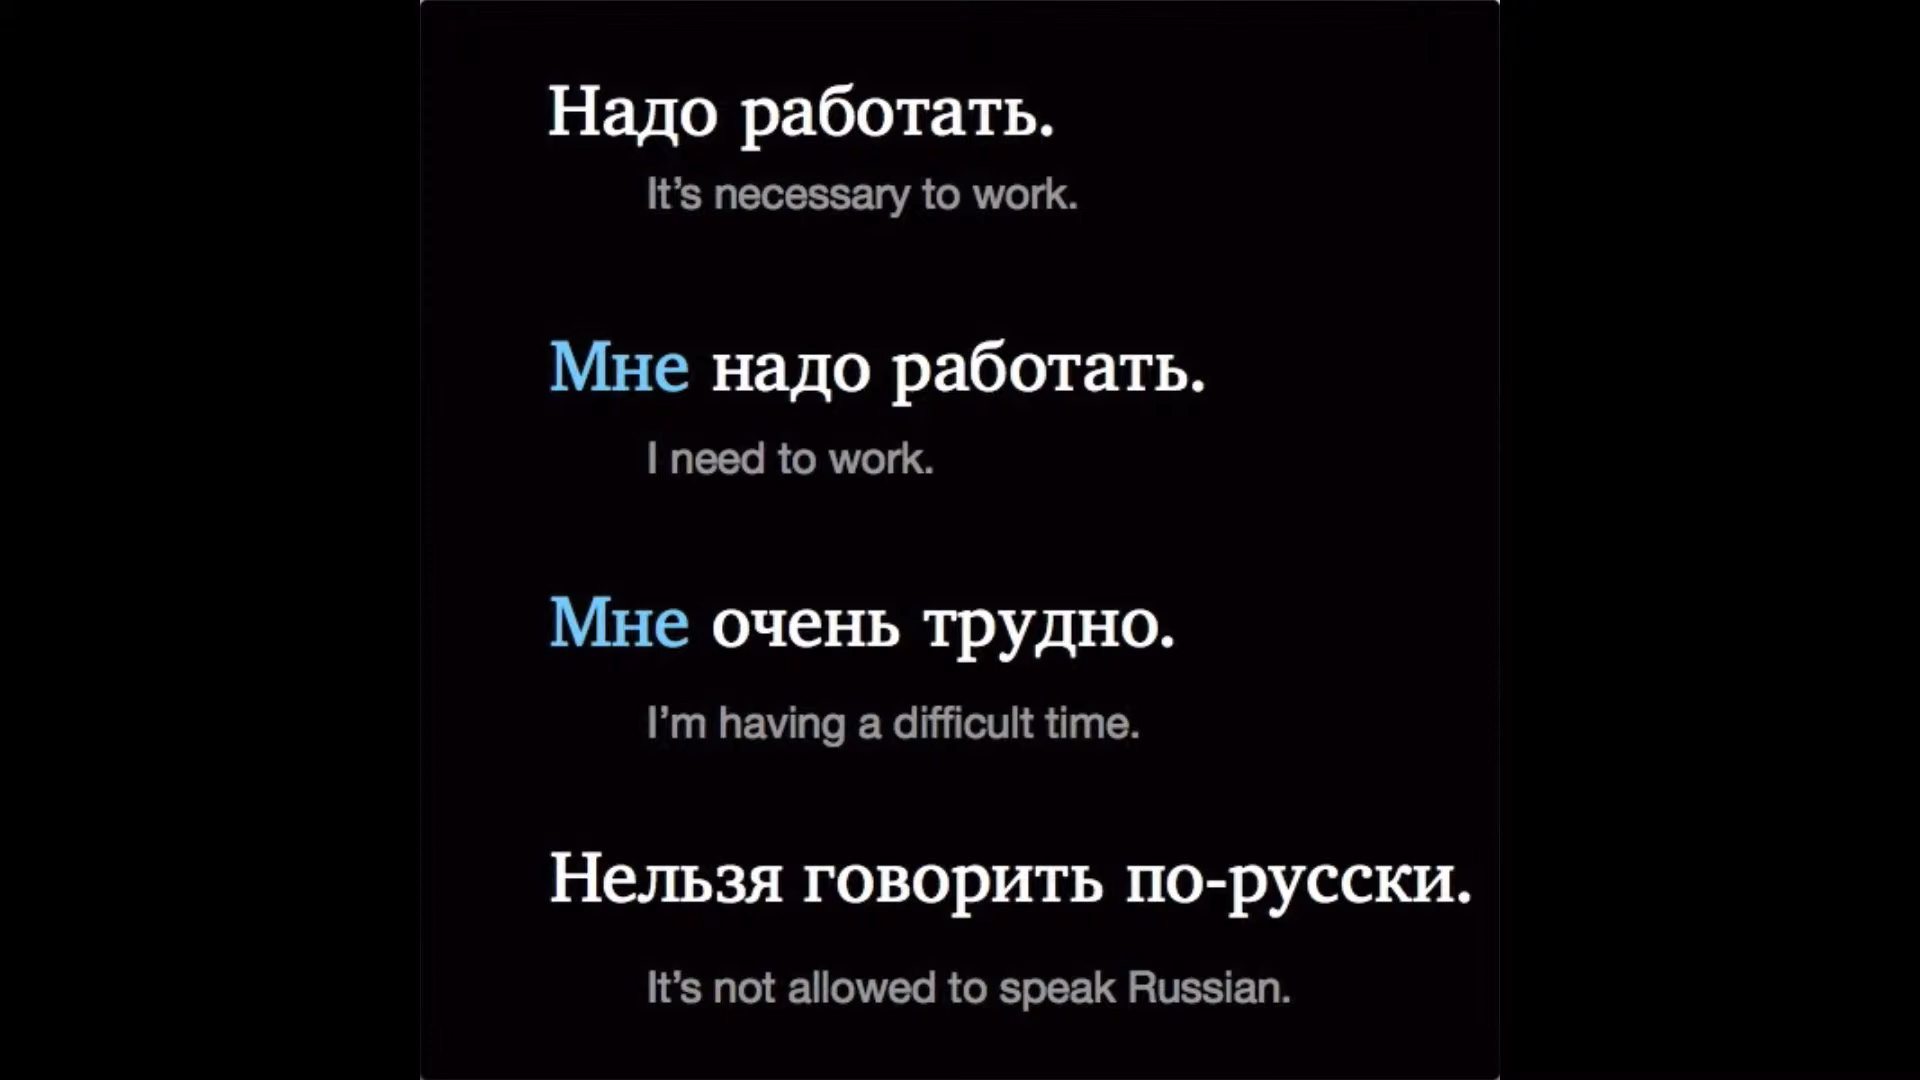 Надо работать.
It’s necessary to work.
Мне надо работать.
I need to work.
Мне очень трудно.
I’m having a difficult time.
Нельзя говорить по-русски.
It’s not allowed to speak Russian.